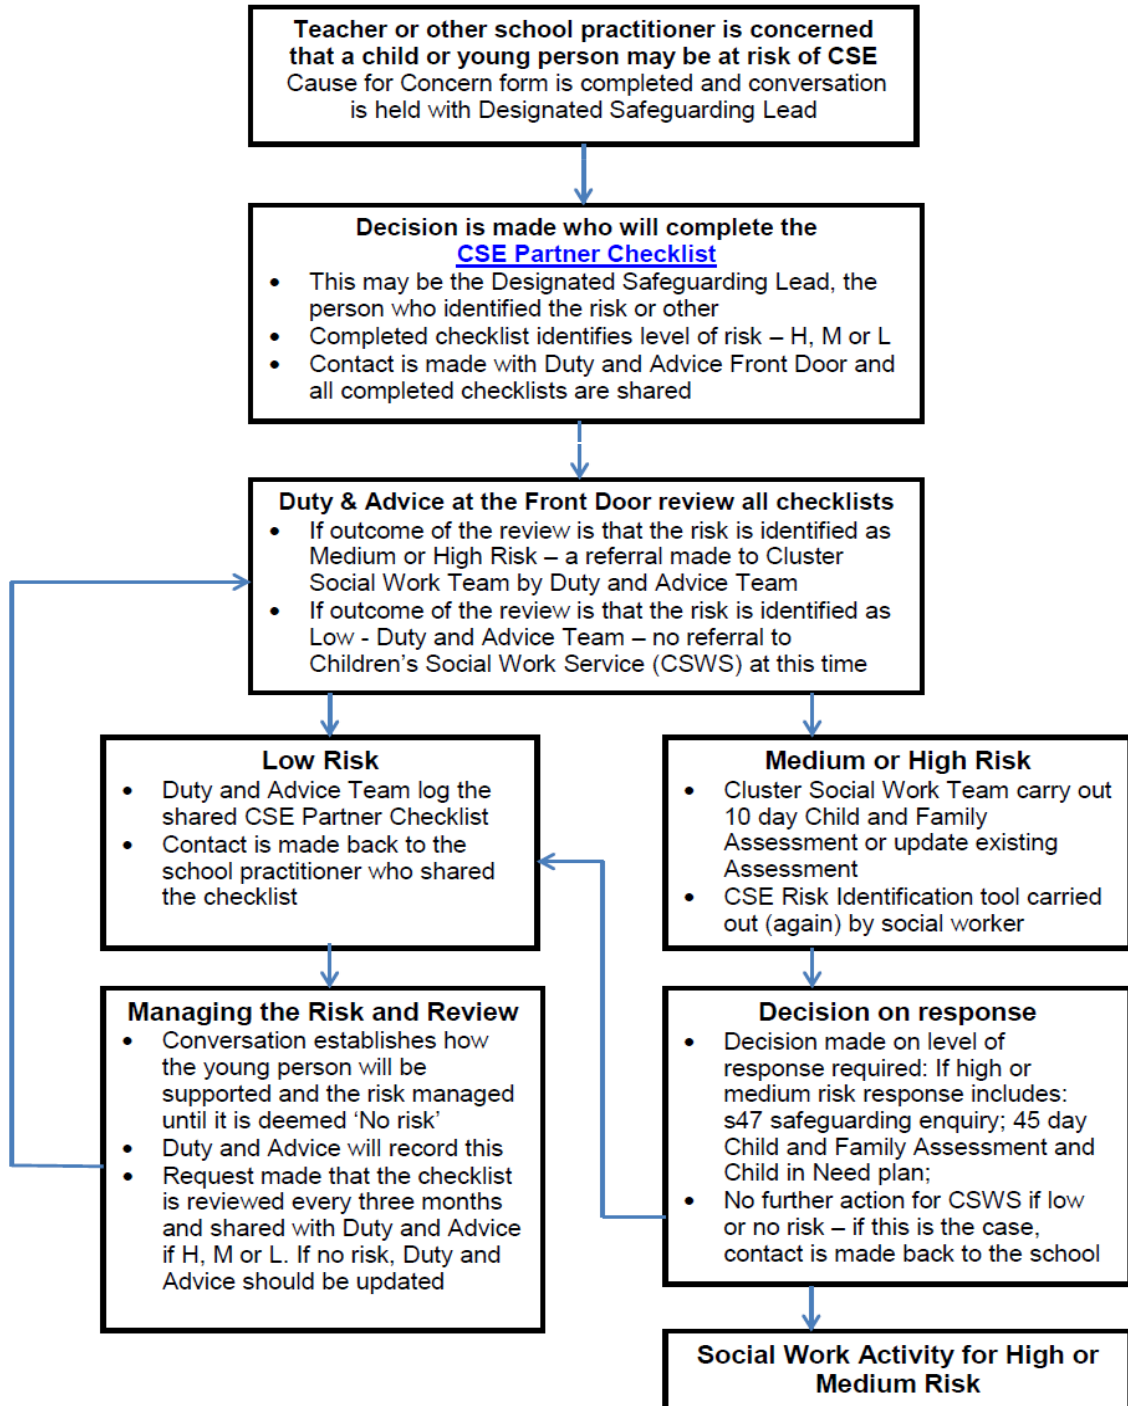 Teacher or other school practitioner is concerned
that a child or young person may be at risk of CSE
Cause for Concern form is completed and conversation
is held with Designated Safeguarding Lead
Decision is made who will complete the
CSE Partner Checklist
• This may be the Designated Safeguarding Lead, the
person who identified the risk or other
• Completed checklist identifies level of risk – H, M or L
• Contact is made with Duty and Advice Front Door and
all completed checklists are shared
Duty & Advice at the Front Door review all checklists
• If outcome of the review is that the risk is identified as
Medium or High Risk – a referral made to Cluster
Social Work Team by Duty and Advice Team
• If outcome of the review is that the risk is identified as
Low - Duty and Advice Team – no referral to
Children's Social Work Service (CSWS) at this time
Low Risk
• Duty and Advice Team log the
shared CSE Partner Checklist
• Contact is made back to the
school practitioner who shared
the checklist
Medium or High Risk
• Cluster Social Work Team carry out
10 day Child and Family
Assessment or update existing
Assessment
• CSE Risk Identification tool carried
out (again) by social worker
Managing the Risk and Review
• Conversation establishes how
the young person will be
supported and the risk managed
until it is deemed 'No risk'
• Duty and Advice will record this
• Request made that the checklist
is reviewed every three months
and shared with Duty and Advice
if H, M or L. If no risk, Duty and
Advice should be updated
Decision on response
• Decision made on level of
response required: If high or
medium risk response includes:
s47 safeguarding enquiry; 45 day
Child and Family Assessment and
Child in Need plan;
• No further action for CSWS if low
or no risk – if this is the case,
contact is made back to the school
Social Work Activity for High or
Medium Risk